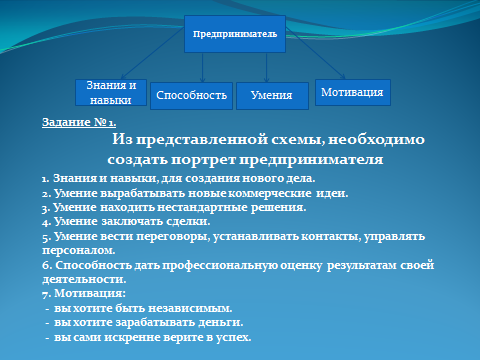 Предприниматель
Знания и
навыки
Способность
Умения
Мотивация
Задание №1.
Из представленной схемы, необходимо
создать портрет предпринимателя
1. Знания и навыки, для создания нового дела.
2. Умение вырабатывать новые коммерческие идеи.
3. Умение находить нестандартные решения.
4. Умение заключать сделки.
5. Умение вести переговоры, устанавливать контакты, управлять
персоналом.
6. Способность дать профессиональную оценку результатам своей
деятельности.
7. Мотивация:
- вы хотите быть независимым.
- вы хотите зарабатывать деньги.
- вы сами искренне верите в успех.